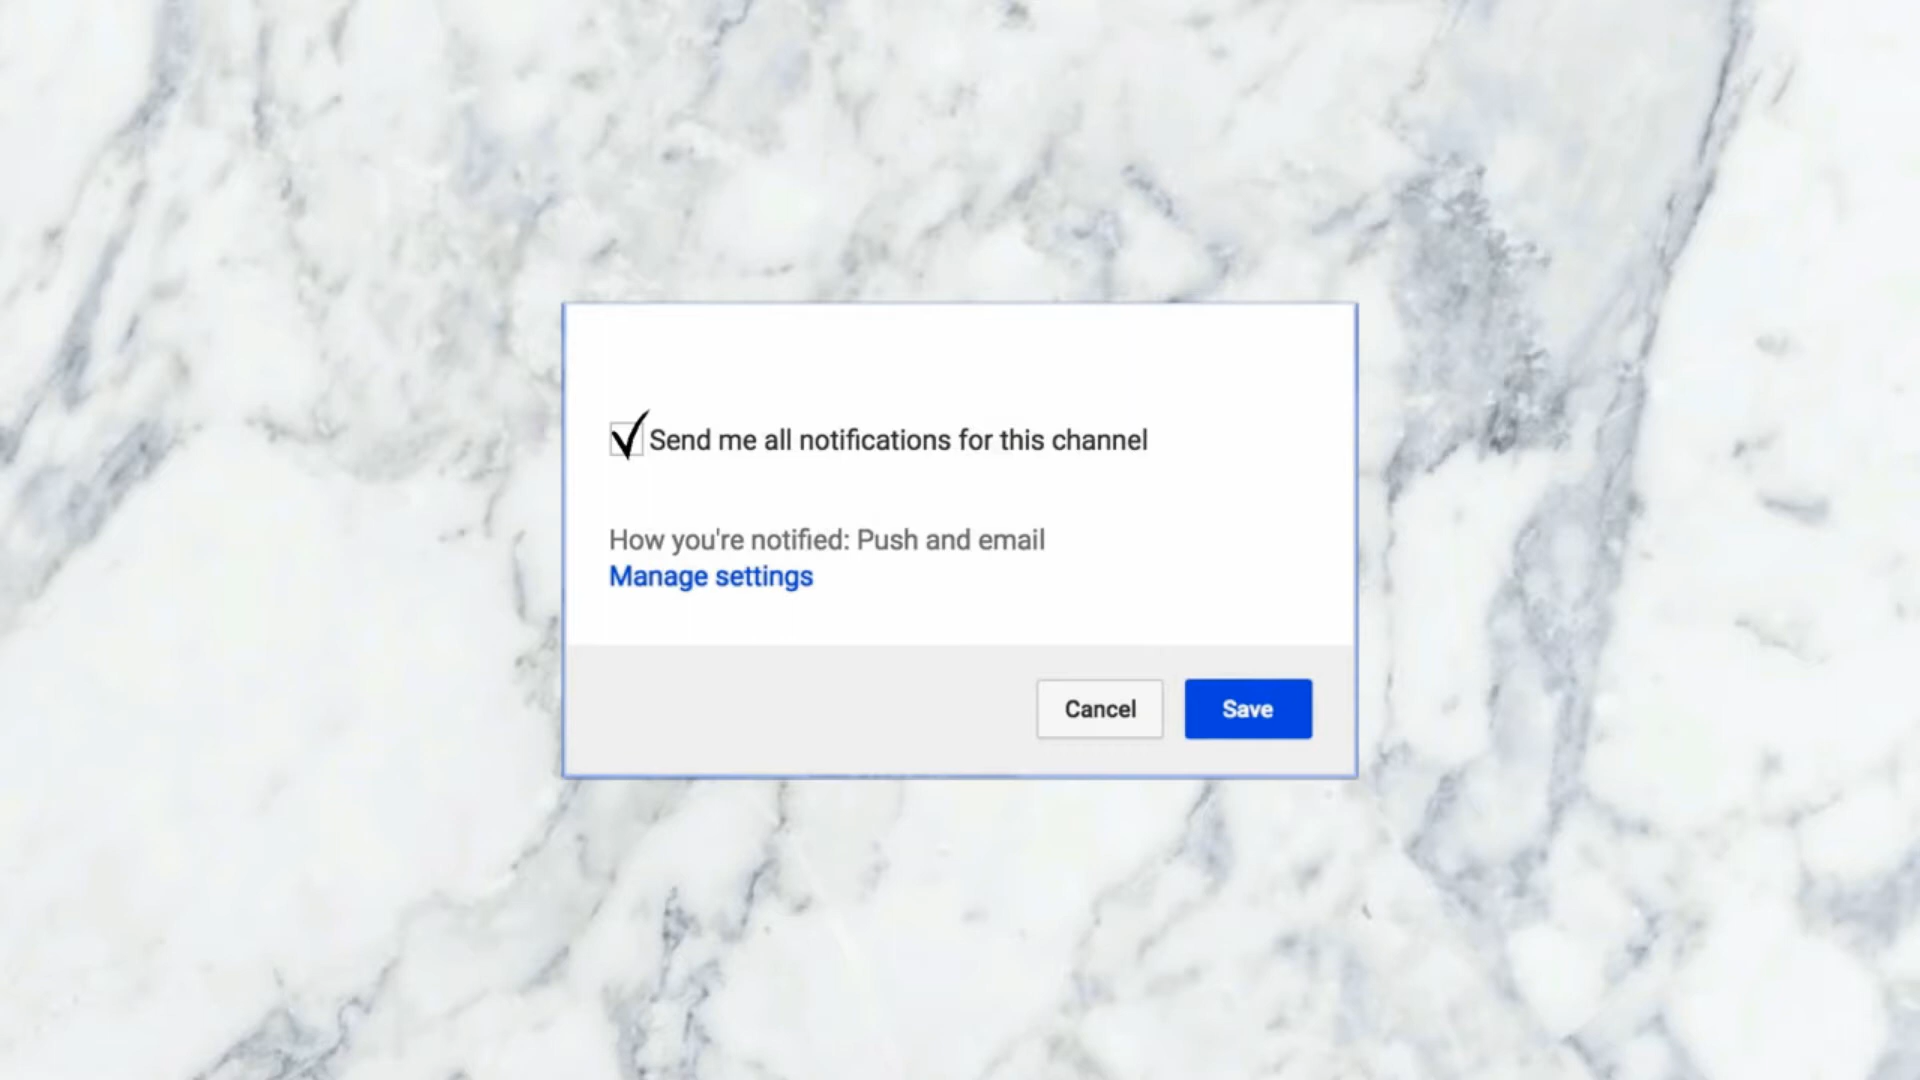 Send me all notifications for this channel
How you're notified: Push and email
Manage settings
Cancel
Save